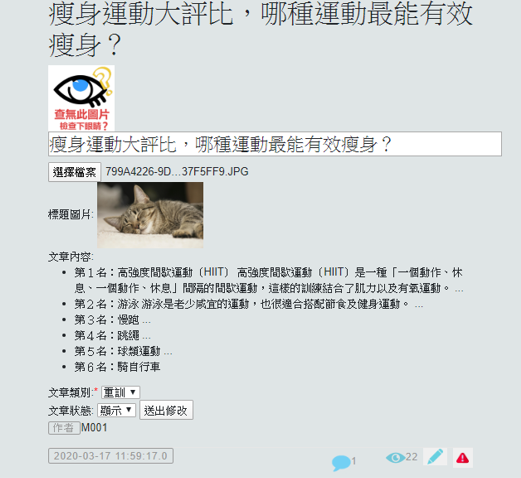 瘦身運動大評比，哪種運動最能有效
瘦身？
查無此圖片
檢查下眼睛？
瘦身運動大評比，哪種運動最能有效瘦身？
選擇檔案 799A4226-9D...37F5FF9.JPG
標題圖片:
文章內容:
第１名：高強度間歇運動（HIIT） 高強度間歇運動（HIIT）是一種「一個動作、休
息、一個動作、休息」間隔的間歇運動，這樣的訓練結合了肌力以及有氧運動。 ...
第２名：游泳 游泳是老少咸宜的運動，也很適合搭配節食及健身運動。 ...
第３名：慢跑 ...
第４名：跳繩 ...
第５名：球類運動 ...
第６名：騎自行車
文章類別:* 重訓
文章狀態: 顯示 送出修改
作者 M001
2020-03-17 11:59:17.0 1 22